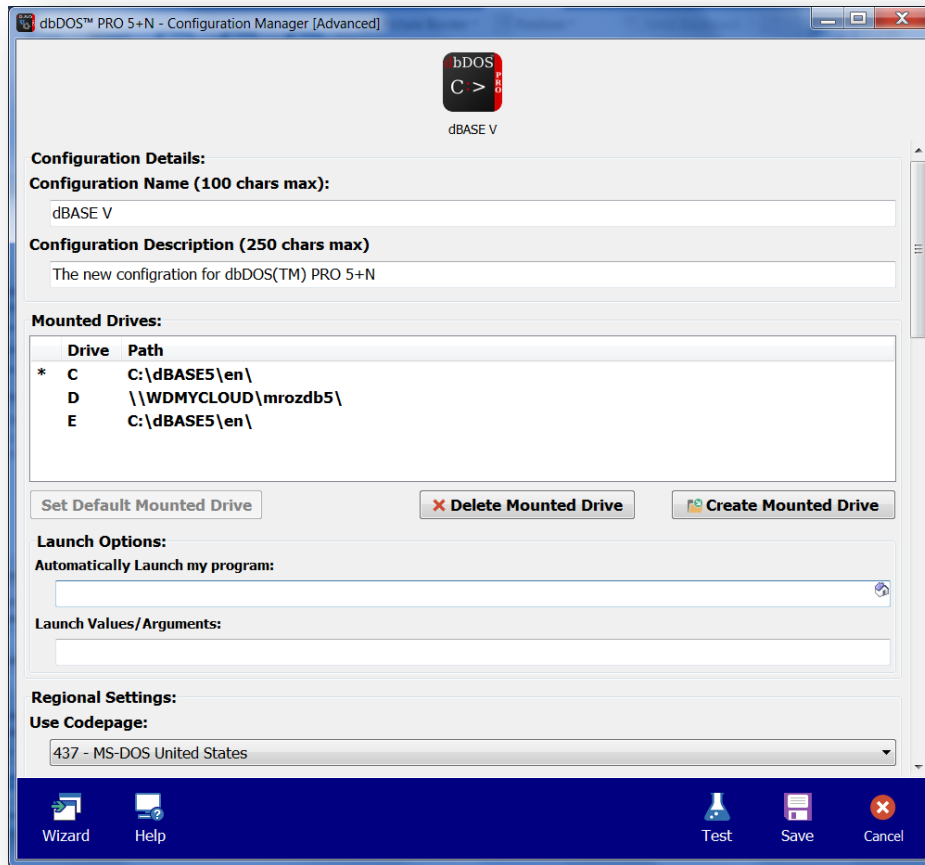 dbDOS™ PRO 5+N - Configuration Manager [Advanced]
bDOS
C:>
PRO
dBASE V
Configuration Details:
Configuration Name (100 chars max):
dBASE V
Configuration Description (250 chars max)
The new configration for dbDOS(TM) PRO 5+N
Mounted Drives:
Drive Path
* C C:\dBASE5\en\
D \\WDMYCLOUD\mrozdb5\
E C:\dBASE5\en\
Set Default Mounted Drive Delete Mounted Drive Create Mounted Drive
Launch Options:
Automatically Launch my program:
Launch Values/Arguments:
Regional Settings:
Use Codepage:
437 - MS-DOS United States
Wizard Help Test Save Cancel